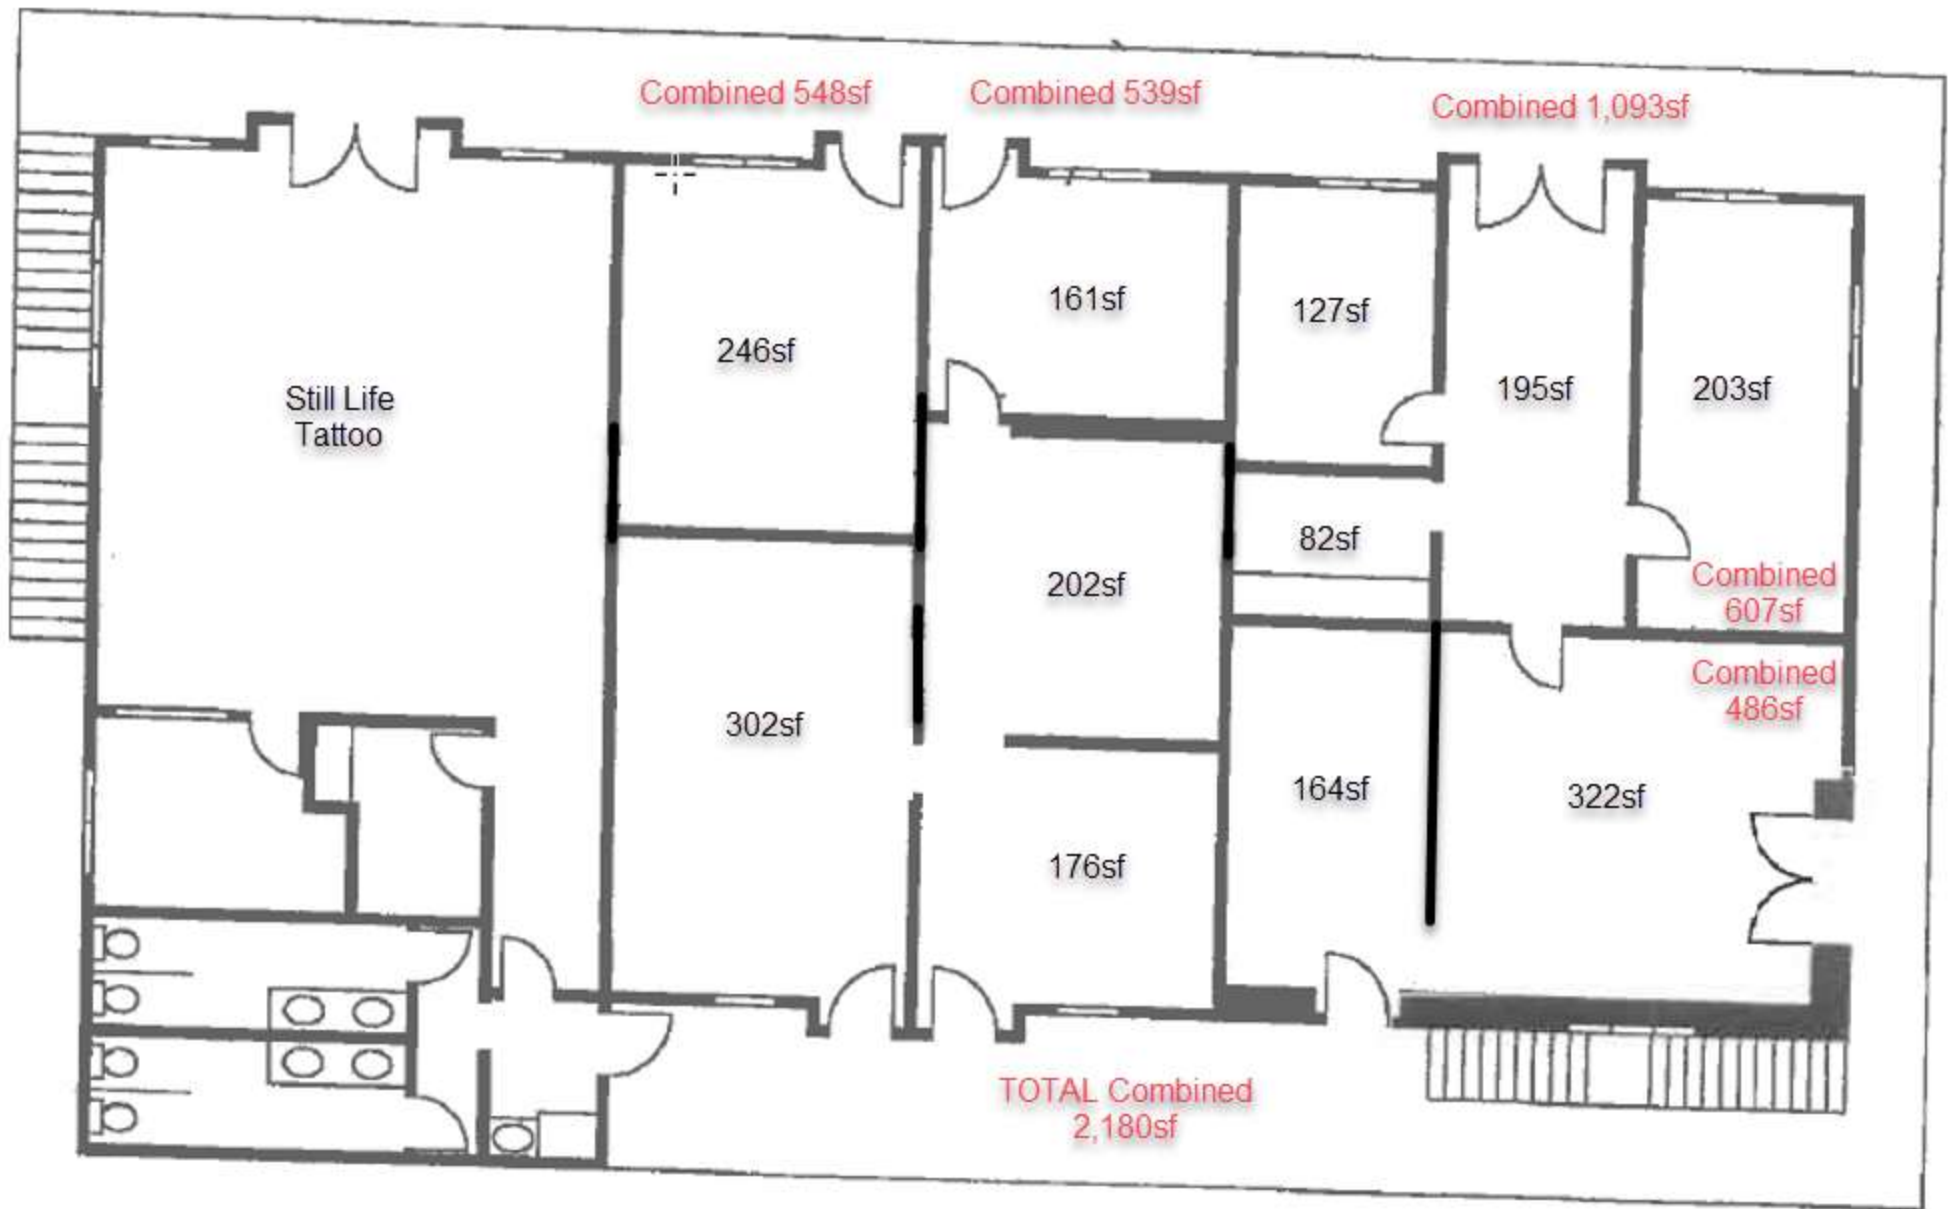 Combined 548sf
Combined 539sf
Combined 1,093sf
161sf
127sf
246sf
195sf
203sf
Still Life
Tattoo
82sf
202sf
Combined
607sf
Combined
486sf
302sf
164sf
322sf
176sf
TOTAL Combined
2,180sf